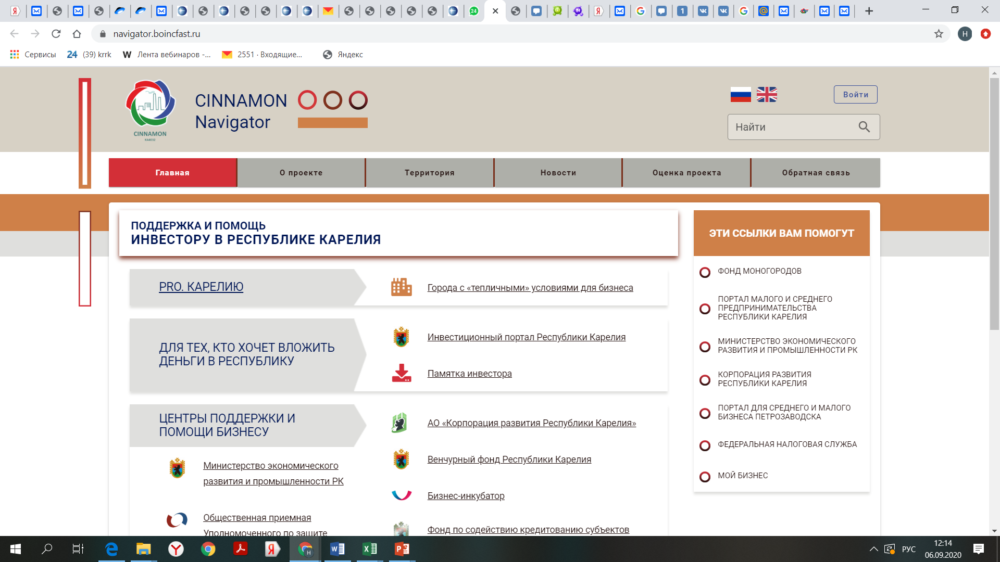 navigator.boincfast.ru
Сервисы
24 (39) krrk
W Лента вебинаров -...
2551 · Входящие...
Яндекс
CINNAMON
KA4032
CINNAMON
Navigator
Войти
Найти
Главная
О проекте
Территория
Новости
Оценка проекта
Обратная связь
ПОДДЕРЖКА И ПОМОЩЬ
ИНВЕСТОРУ В РЕСПУБЛИКЕ КАРЕЛИЯ
PRO. КАРЕЛИЮ
Города с «тепличными» условиями для бизнеса
ДЛЯ ТЕХ, КТО ХОЧЕТ ВЛОЖИТЬ
ДЕНЬГИ В РЕСПУБЛИКУ
Инвестиционный портал Республики Карелия
Памятка инвестора
ЦЕНТРЫ ПОДДЕРЖКИ И
ПОМОЩИ БИЗНЕСУ
Министерство экономического
развития и промышленности РК
Общественная приемная
Уполномоченного по защите
АО «Корпорация развития Республики Карелия»
Венчурный фонд Республики Карелия
Бизнес-инкубатор
Фонд по содействию кредитованию субъектов
ЭТИ ССЫЛКИ ВАМ ПОМОГУТ
ФОНД МОНОГОРОДОВ
ПОРТАЛ МАЛОГО И СРЕДНЕГО
ПРЕДПРИНИМАТЕЛЬСТВА
РЕСПУБЛИКИ КАРЕЛИЯ
МИНИСТЕРСТВО ЭКОНОМИЧЕСКОГО
РАЗВИТИЯ И ПРОМЫШЛЕННОСТИ РК
КОРПОРАЦИЯ РАЗВИТИЯ
РЕСПУБЛИКИ КАРЕЛИЯ
ПОРТАЛ ДЛЯ СРЕДНЕГО И МАЛОГО
БИЗНЕСА ПЕТРОЗАВОДСКА
ФЕДЕРАЛЬНАЯ НАЛОГОВАЯ СЛУЖБА
МОЙ БИЗНЕС
РУС
12:14
06.09.2020